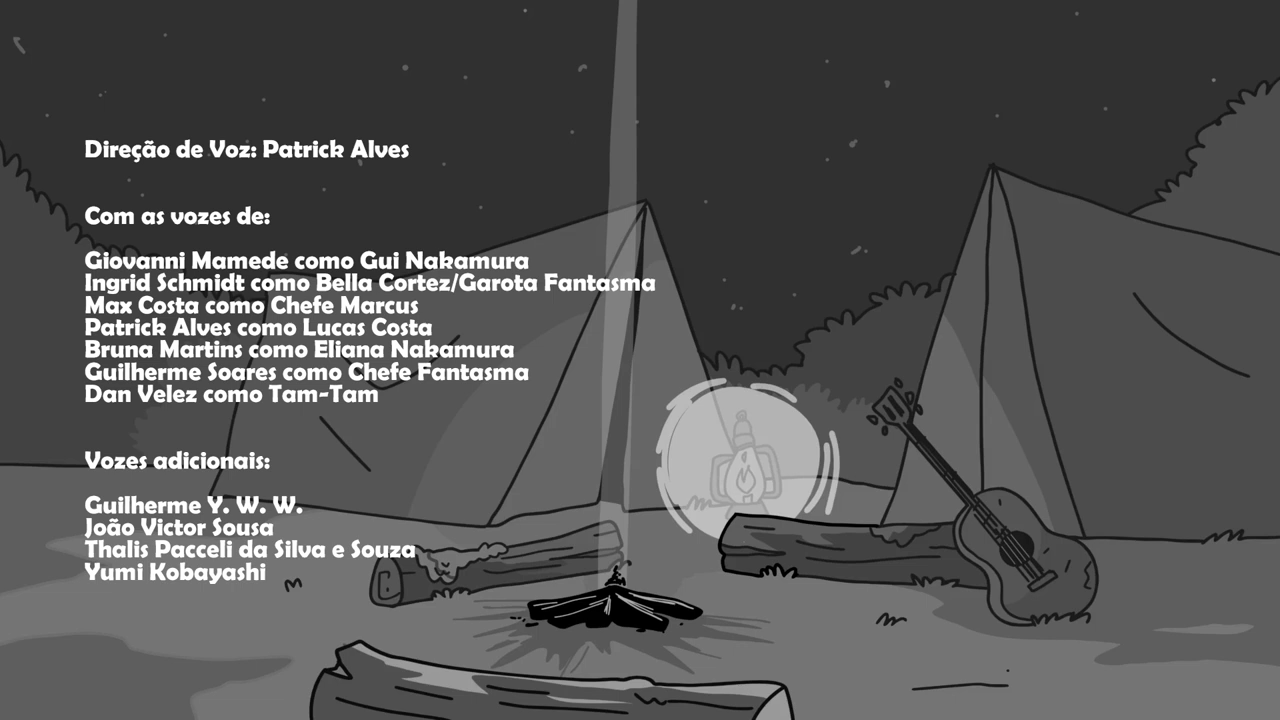 Direção de Voz: Patrick Alves
Com as vozes de:
Giovanni Mamede como Gui Nakamura
Ingrid Schmidt como Bella Cortez/Garota Fantasma
Max Costa como Chefe Marcus
Patrick Alves como Lucas Costa
Bruna Martins como Eliana Nakamura
Guilherme Soares como Chefe Fantasma
Dan Velez como Tam-Tam
Vozes adicionais:
Guilherme Y. W. W.
João Victor Sousa
Thalis Pacceli da Silva e Souza
Yumi Kobayashi